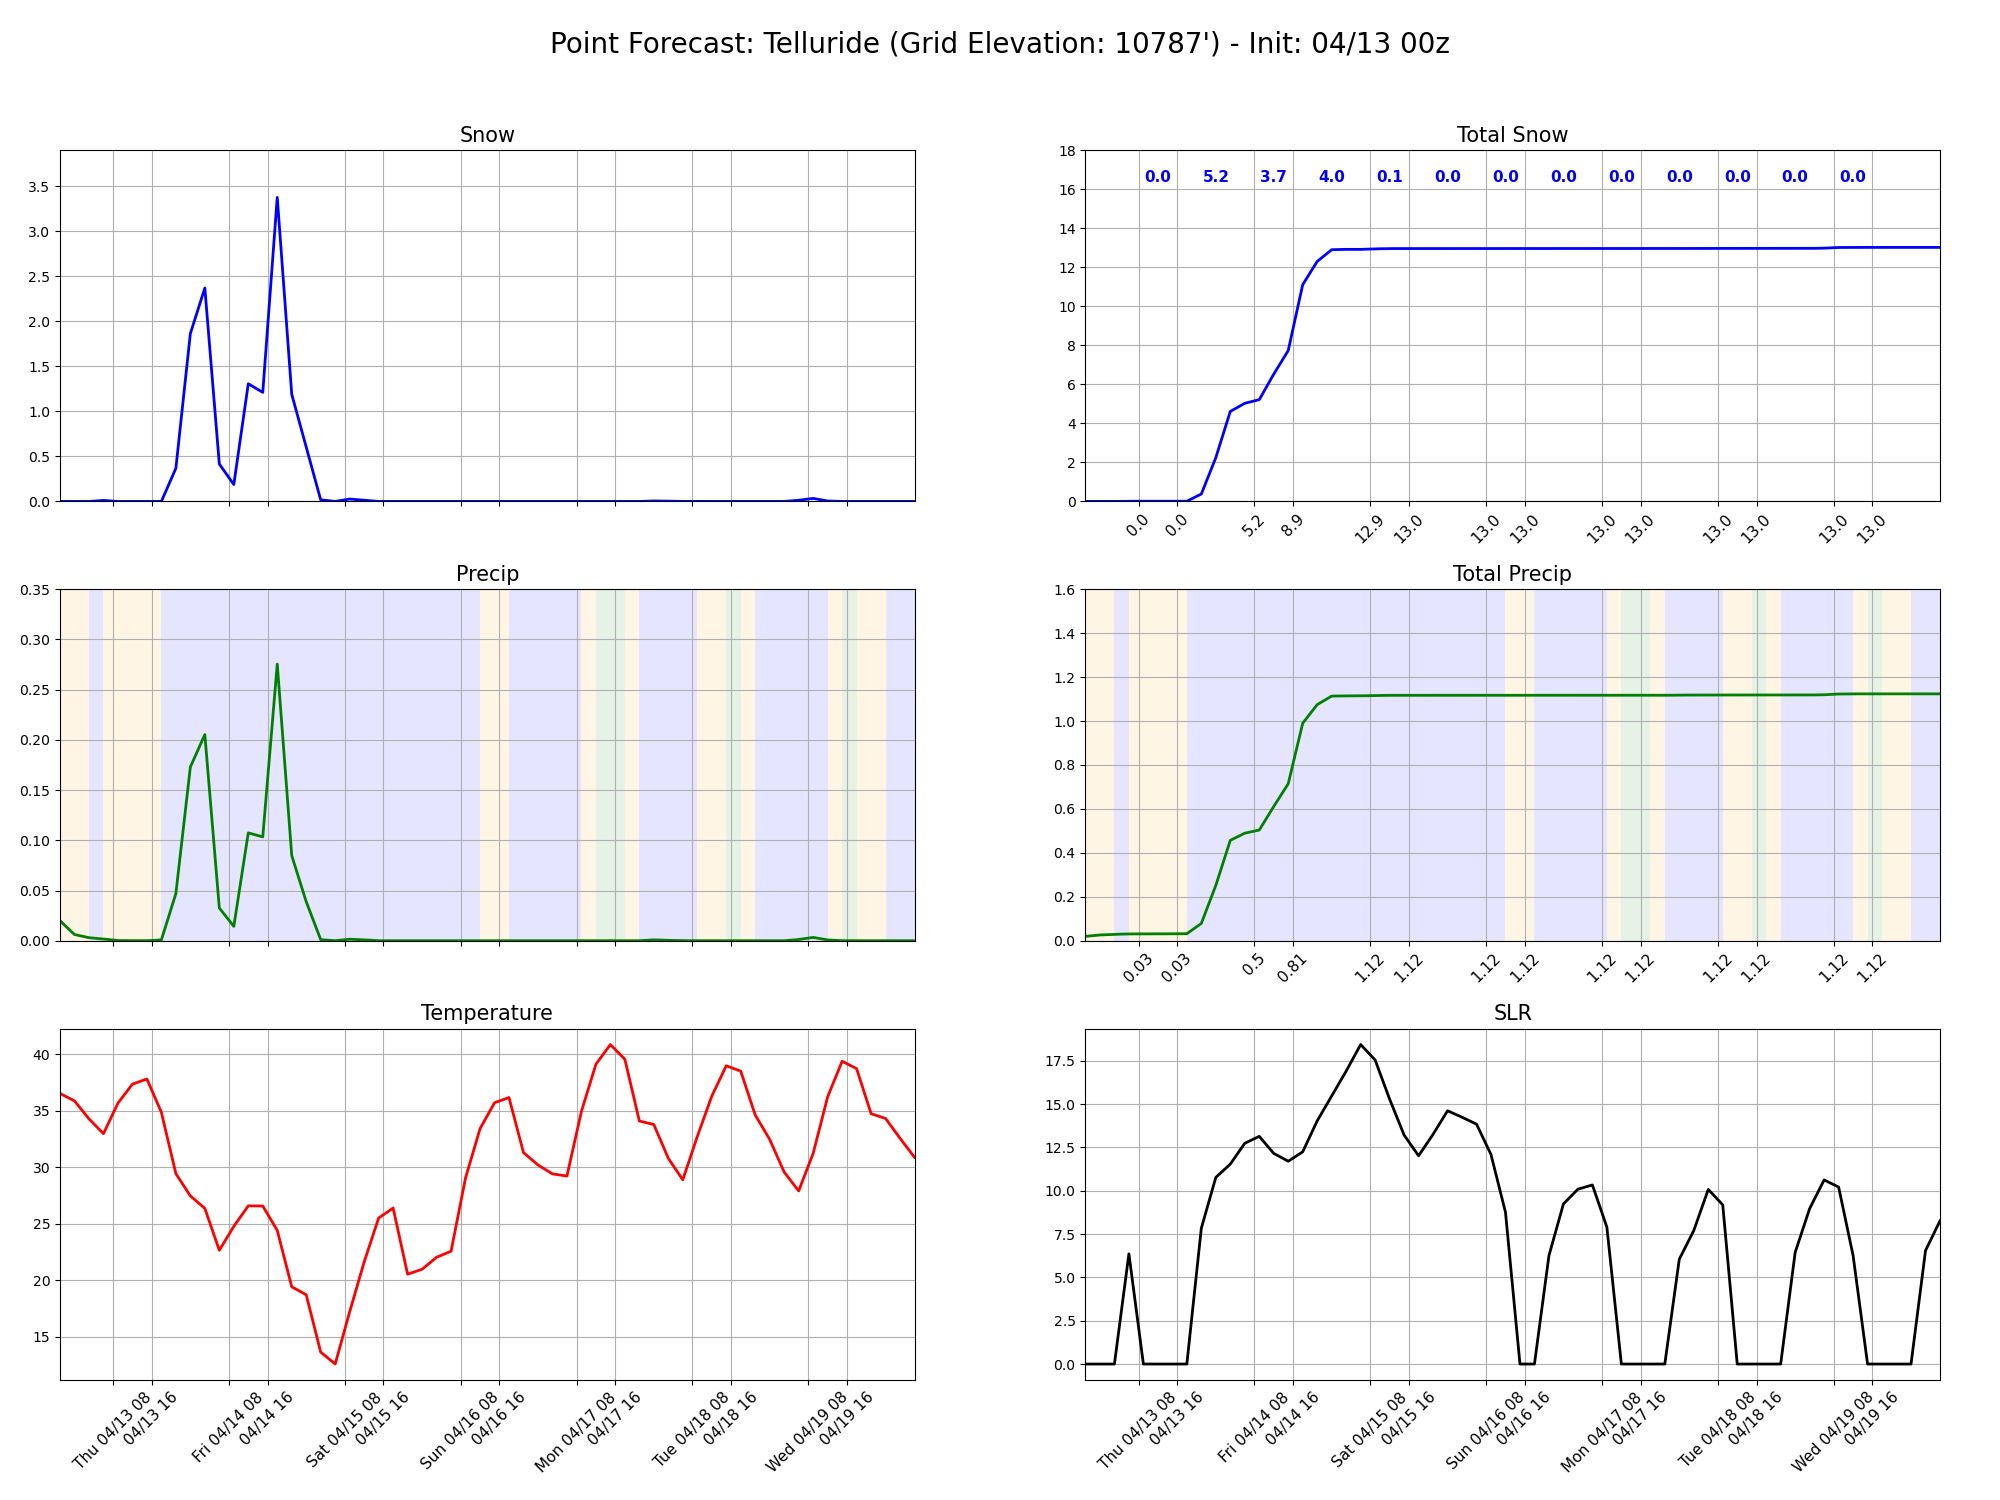 Point Forecast: Telluride (Grid Elevation: 10787') - Init: 04/13 00z
Snow
3.5
3.0
2.5
2.0
1.5
1.0
0.5
0.0
Total Snow
18
16
14
12
10
8
6
4
2
0
0.0 5.2 3.7 4.0 0.1 0.0 0.0 0.0 0.0 0.0 0.0 0.0 0.0
0.0 0.0 5.2 8.9 12.9 13.0 13.0 13.0 13.0 13.0 13.0 13.0 13.0 13.0
Precip
0.35
0.30
0.25
0.20
0.15
0.10
0.05
0.00
Total Precip
1.6
1.4
1.2
1.0
0.8
0.6
0.4
0.2
0.0
0.03 0.03 0.5 0.81 1.12 1.12 1.12 1.12 1.12 1.12 1.12 1.12 1.12 1.12
Temperature
40
35
30
25
20
15
Thu 04/13 08
04/13 16
Fri 04/14 08
04/14 16
Sat 04/15 08
04/15 16
Sun 04/16 08
04/16 16
Mon 04/17 08
04/17 16
Tue 04/18 08
04/18 16
Wed 04/19 08
04/19 16
SLR
17.5
15.0
12.5
10.0
7.5
5.0
2.5
0.0
Thu 04/13 08
04/13 16
Fri 04/14 08
04/14 16
Sat 04/15 08
04/15 16
Sun 04/16 08
04/16 16
Mon 04/17 08
04/17 16
Tue 04/18 08
04/18 16
Wed 04/19 08
04/19 16